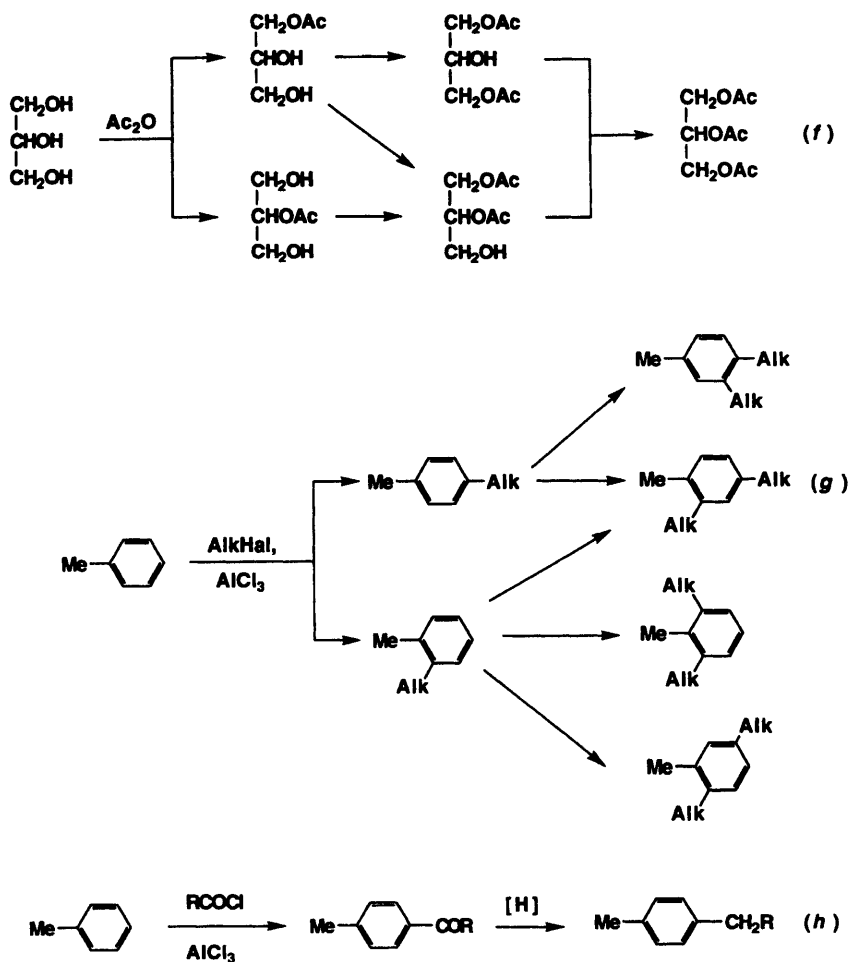 CH₂OAc
CHOH
CH₂OH
CH₂OAc
CHOH
CH₂OAc
CH₂OH
CHOH
CH₂OH
Ac₂O
CH₂OAc
CHOAc
CH₂OAc
(f)
CH₂OH
CHOAc
CH₂OH
CH₂OAc
CHOAc
CH₂OH
Me Alk
Alk
Me Alk
Me Alk (g)
Alk
Me
AlkHal,
AlCl₃
Alk
Me
Alk
Me
Alk
Alk
Me
Alk
Me
RCOCl
AlCl₃
Me COR
[H]
Me CH₂R (h)